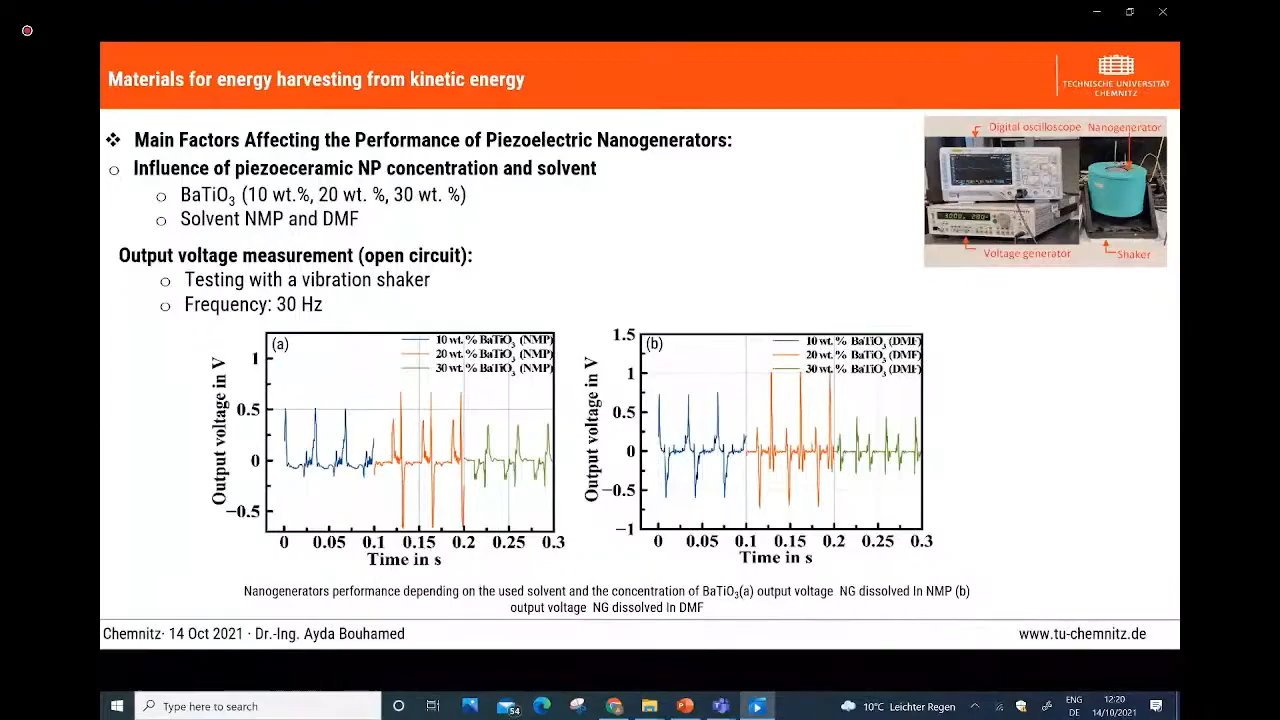 Materials for energy harvesting from kinetic energy
TECHNISCHE UNIVERSITÄT
CHEMNITZ
❖ Main Factors Affecting the Performance of Piezoelectric Nanogenerators:
o Influence of piezoceramic NP concentration and solvent
o BaTiO3 (10 wt.%, 20 wt. %, 30 wt. %)
o Solvent NMP and DMF
Output voltage measurement (open circuit):
o Testing with a vibration shaker
o Frequency: 30 Hz
Digital oscilloscope
Nanogenerator
Voltage generator
Shaker
(a)
10 wt. % BaTiO3 (NMP)
20 wt. % BaTiO3 (NMP)
30 wt. % BaTiO3 (NMP)
Output voltage in V
1
0.5
0
−0.5
0 0.05 0.1 0.15 0.2 0.25 0.3
Time in s
(b)
10 wt. % BaTiO3 (DMF)
20 wt. % BaTiO3 (DMF)
30 wt. % BaTiO3 (DMF)
Output voltage in V
1.5
1
0.5
0
−0.5
−1
0 0.05 0.1 0.15 0.2 0.25 0.3
Time in s
Nanogenerators performance depending on the used solvent and the concentration of BaTiO3(a) output voltage NG dissolved In NMP (b)
output voltage NG dissolved In DMF
Chemnitz· 14 Oct 2021 · Dr.-Ing. Ayda Bouhamed
www.tu-chemnitz.de
Type here to search
54
10°C Leichter Regen
ENG
DE
12:20
14/10/2021